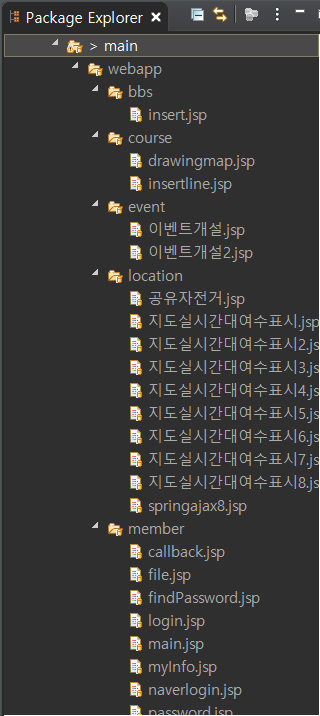 Package Explorer
> main
webapp
bbs
insert.jsp
course
drawingmap.jsp
insertline.jsp
event
이벤트개설.jsp
이벤트개설2.jsp
location
공유자전거.jsp
지도실시간대여수표시.jsp
지도실시간대여수표시2.js
지도실시간대여수표시3.js
지도실시간대여수표시4.js
지도실시간대여수표시5.js
지도실시간대여수표시6.js
지도실시간대여수표시7.js
지도실시간대여수표시8.js
springajax8.jsp
member
callback.jsp
file.jsp
findPassword.jsp
login.jsp
main.jsp
myInfo.jsp
naverlogin.jsp
password.jsp